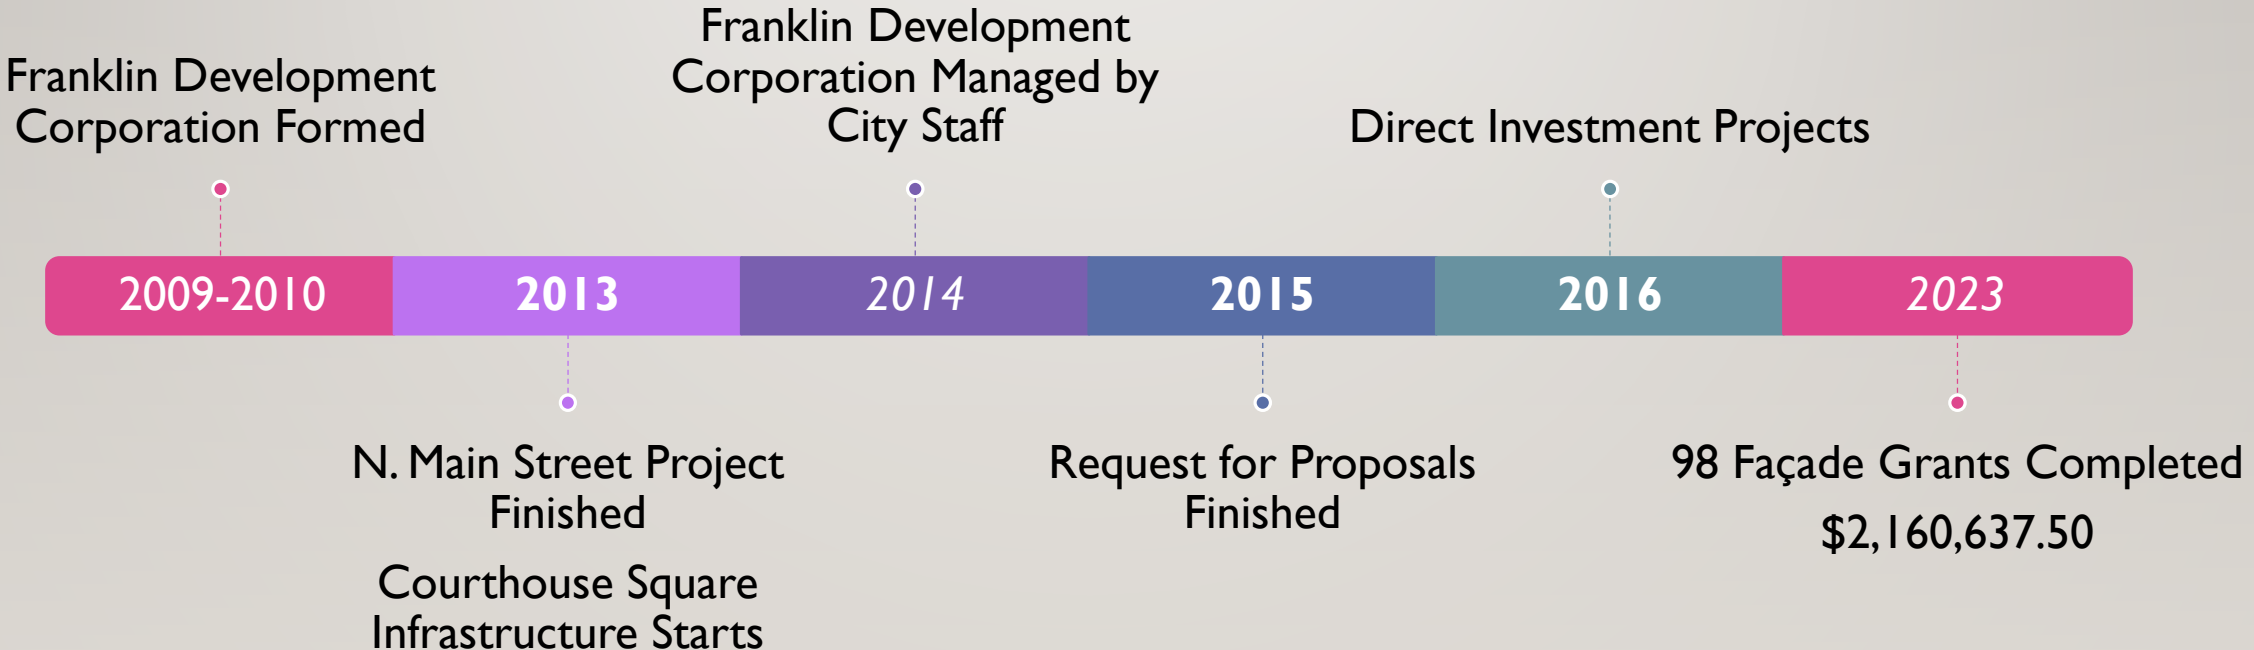 Franklin Development
Corporation Formed
Franklin Development
Corporation Managed by
City Staff
Direct Investment Projects
2009-2010
2013
2014
2015
2016
2023
N. Main Street Project
Finished
Courthouse Square
Infrastructure Starts
Request for Proposals
Finished
98 Façade Grants Completed
$2,160,637.50